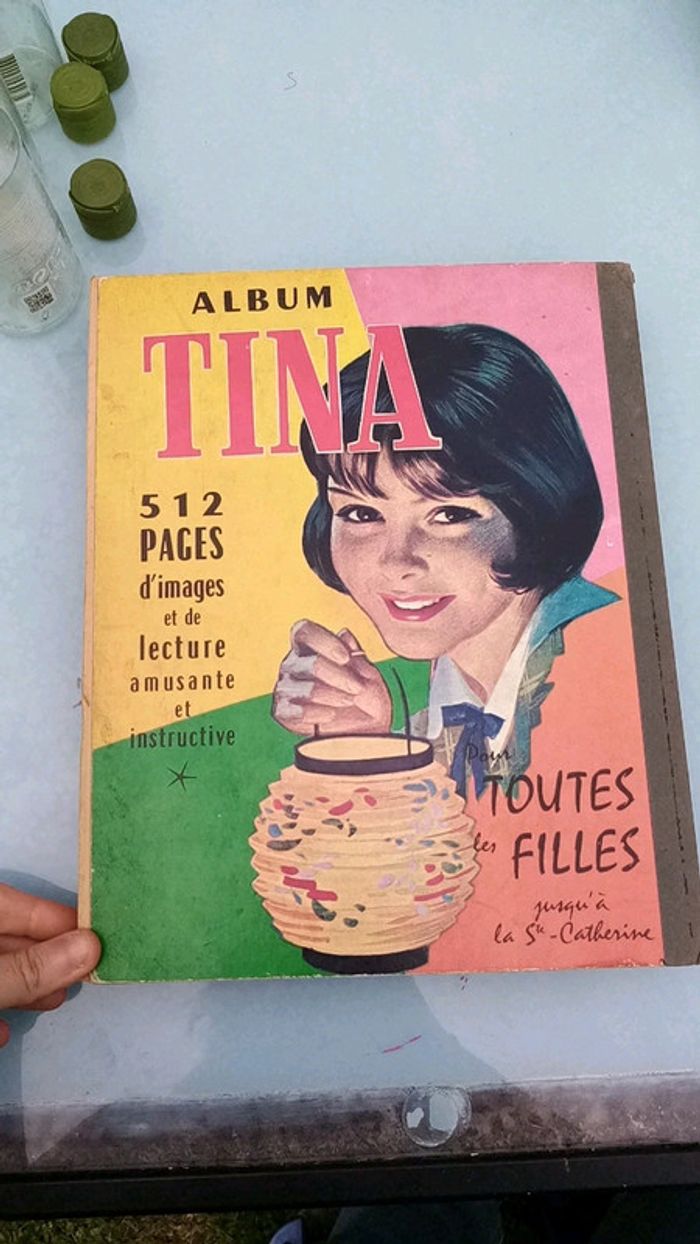 ALBUM
TINA
512
PAGES
d'images
et de
lecture
amusante
et
instructive
Pour
TOUTES
les FILLES
jusqu'à
la Ste-Catherine